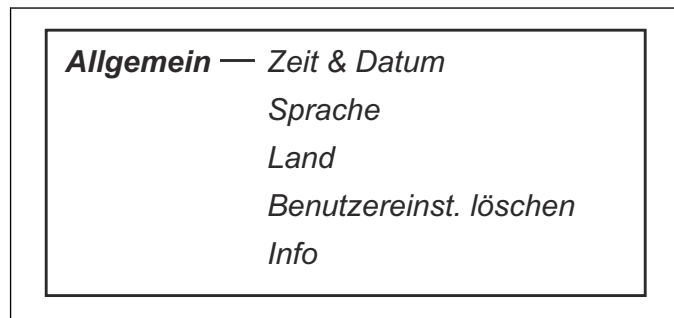 Allgemein — Zeit & Datum
Sprache
Land
Benutzereinst. löschen
Info